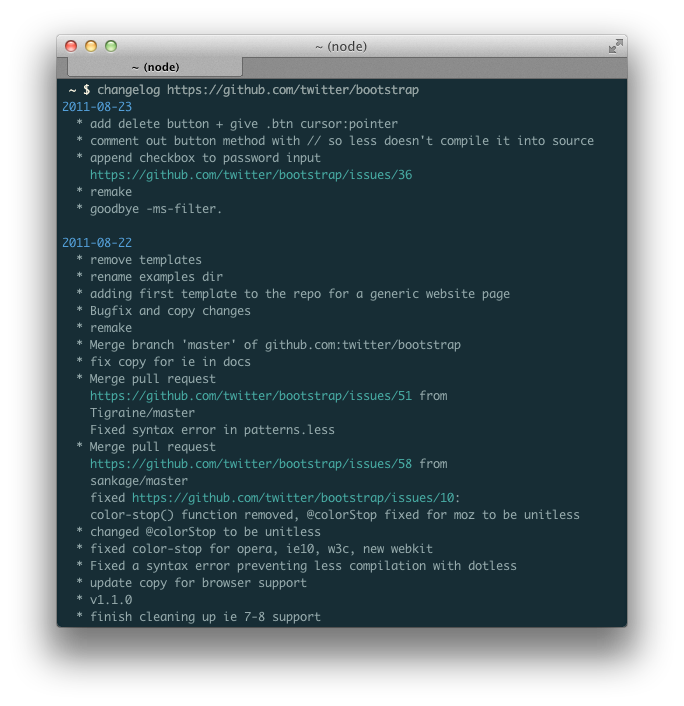 ~ (node)
~ (node)
~ $ changelog https://github.com/twitter/bootstrap
2011-08-23
* add delete button + give .btn cursor:pointer
* comment out button method with // so less doesn't compile it into source
* append checkbox to password input
https://github.com/twitter/bootstrap/issues/36
* remake
* goodbye -ms-filter.
2011-08-22
* remove templates
* rename examples dir
* adding first template to the repo for a generic website page
* Bugfix and copy changes
* remake
* Merge branch 'master' of github.com:twitter/bootstrap
* fix copy for ie in docs
* Merge pull request
https://github.com/twitter/bootstrap/issues/51 from
Tigraine/master
Fixed syntax error in patterns.less
* Merge pull request
https://github.com/twitter/bootstrap/issues/58 from
sankage/master
fixed https://github.com/twitter/bootstrap/issues/10:
color-stop() function removed, @colorStop fixed for moz to be unitless
* changed @colorStop to be unitless
* fixed color-stop for opera, ie10, w3c, new webkit
* Fixed a syntax error preventing less compilation with dotless
* update copy for browser support
* v1.1.0
* finish cleaning up ie 7-8 support